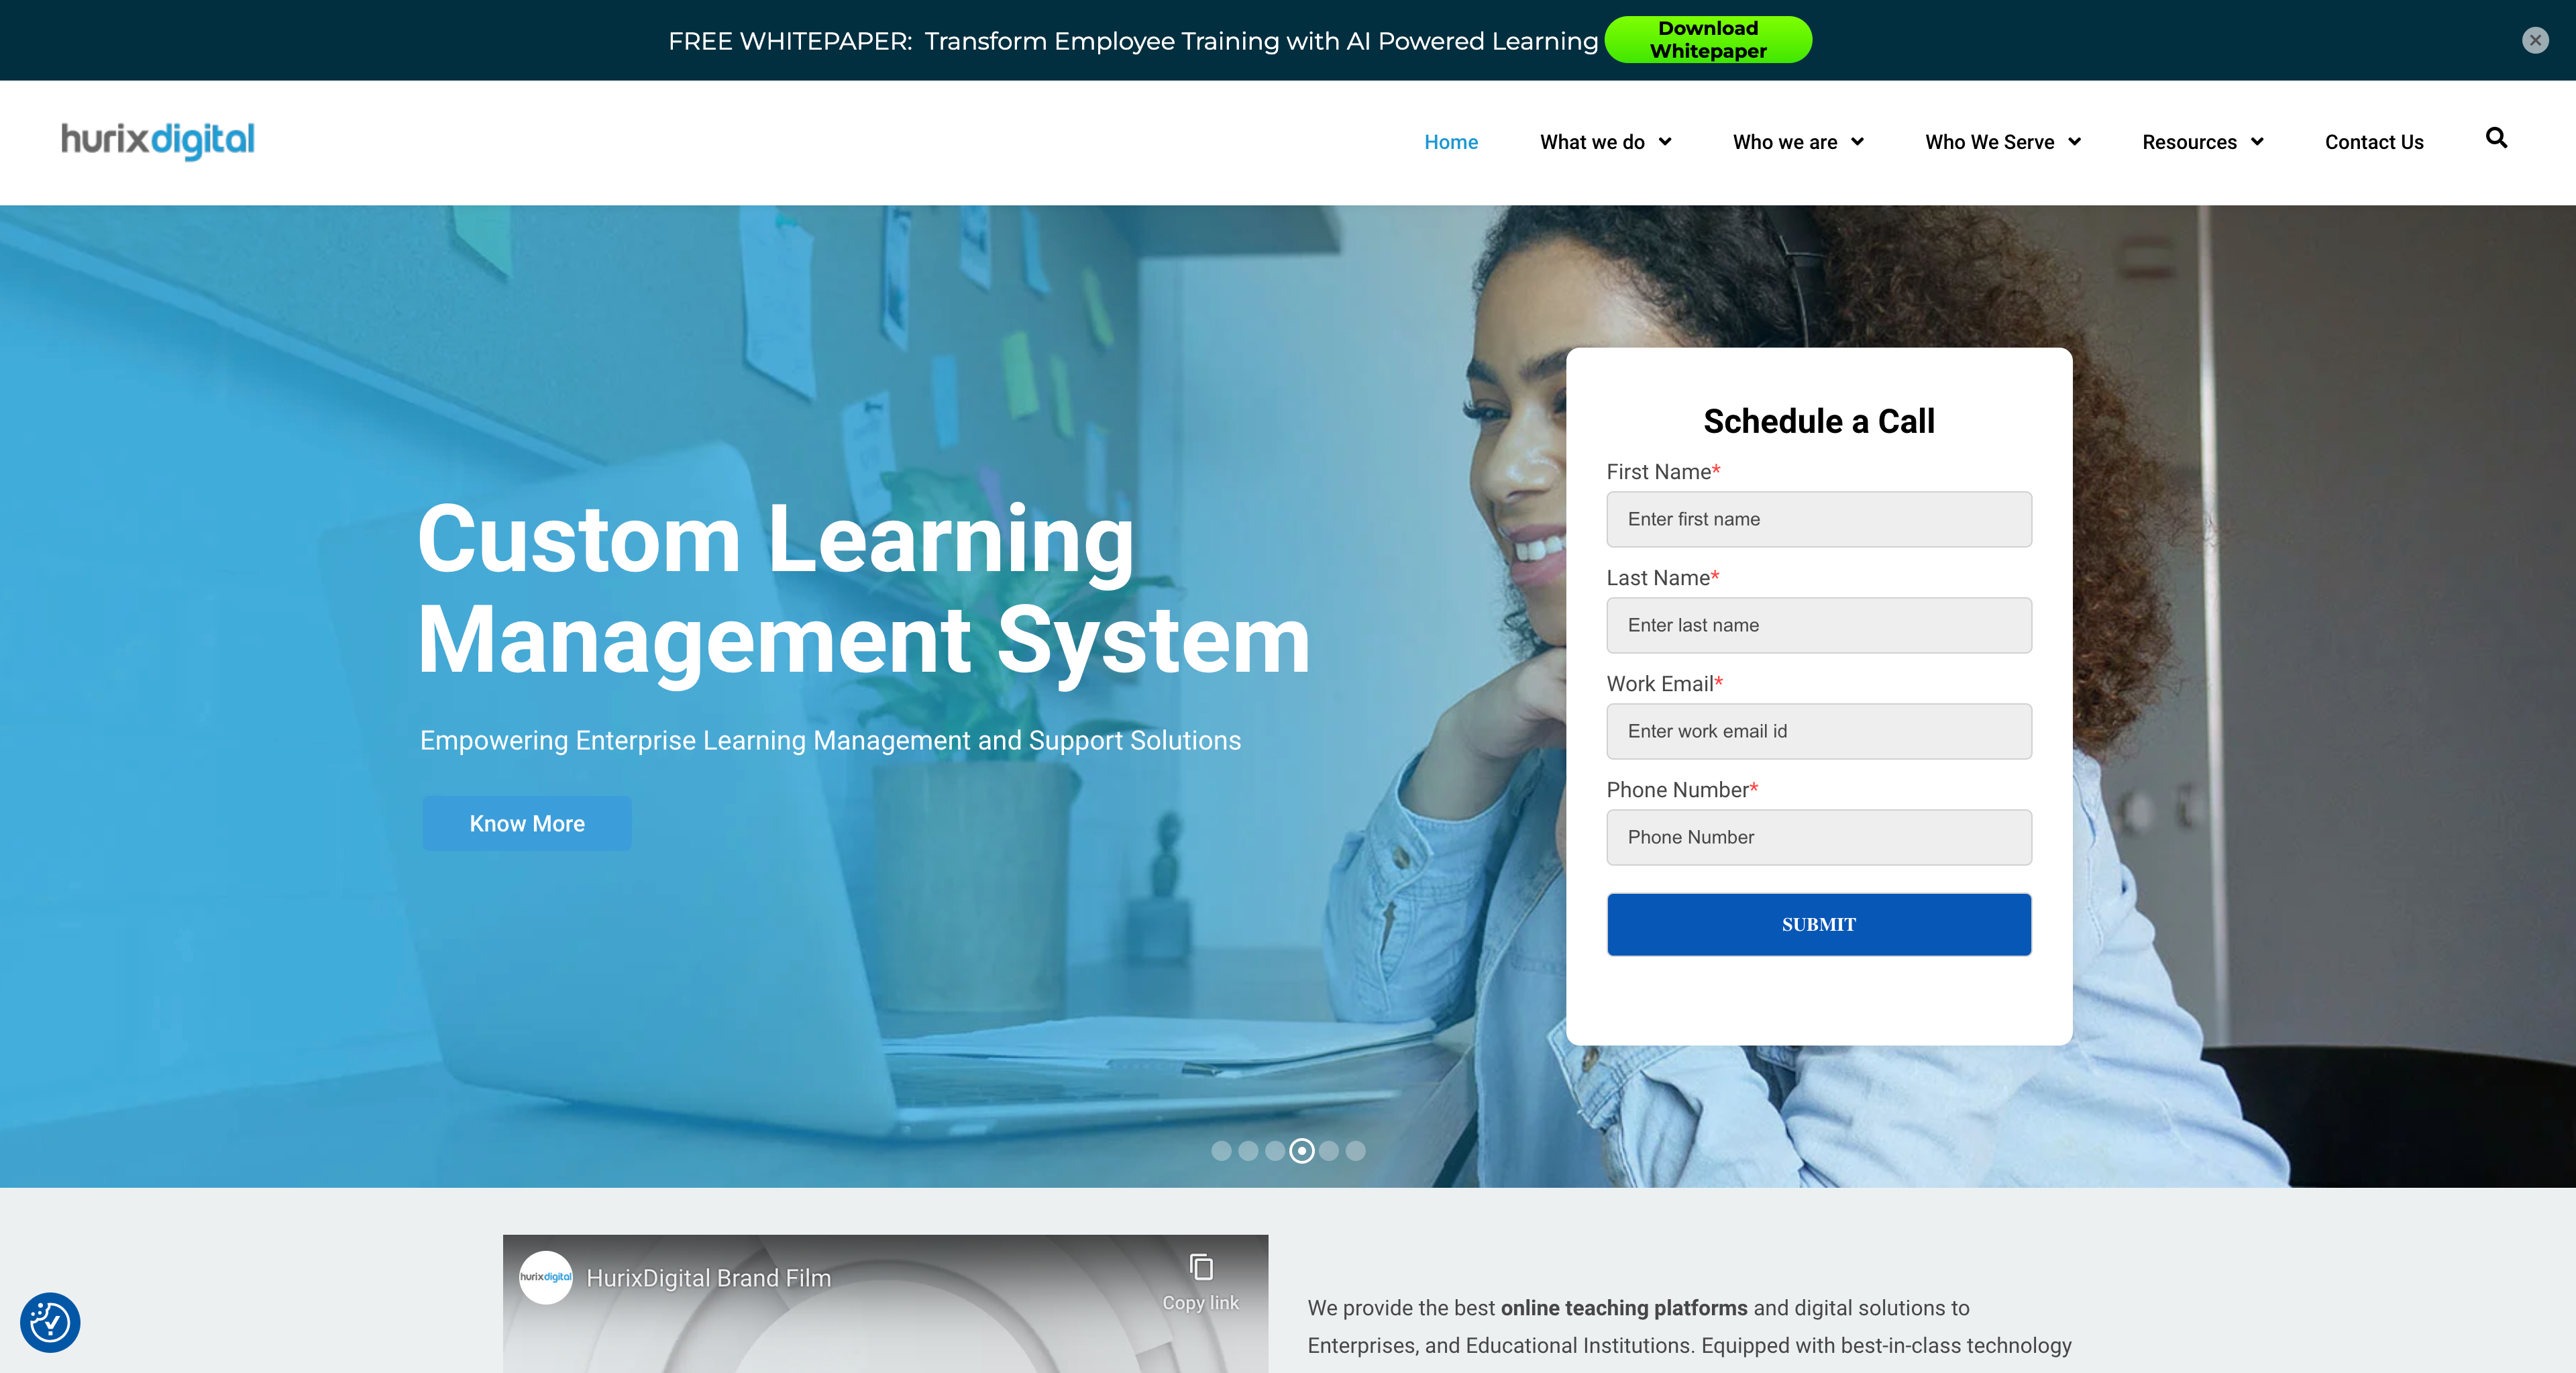 FREE WHITEPAPER: Transform Employee Training with AI Powered Learning
Download
Whitepaper
hurixdigital
Home
What we do
Who we are
Who We Serve
Resources
Contact Us
Custom Learning
Management System
Empowering Enterprise Learning Management and Support Solutions
Know More
Schedule a Call
First Name*
Enter first name
Last Name*
Enter last name
Work Email*
Enter work email id
Phone Number*
Phone Number
SUBMIT
hurixdigital
HurixDigital Brand Film
Copy link
We provide the best online teaching platforms and digital solutions to
Enterprises, and Educational Institutions. Equipped with best-in-class technology